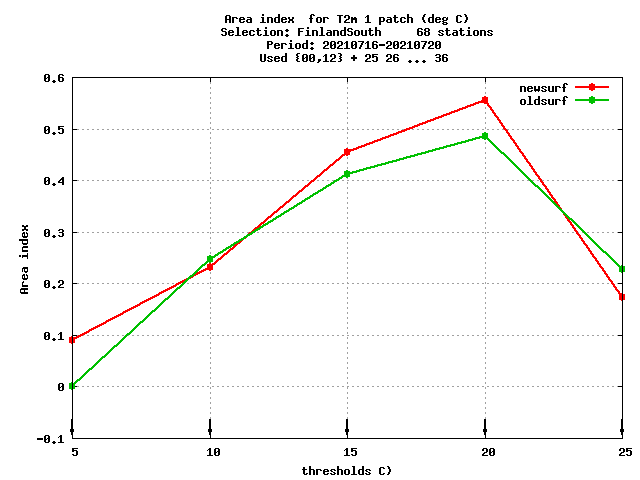 Area index  for T2m 1 patch (deg C)
Selection: FinlandSouth     68 stations
Period: 20210716-20210720
Used {00,12} + 25 26 ... 36
newsurf
oldsurf
0.6
0.5
0.4
0.3
0.2
0.1
0
-0.1
Area index
5 10 15 20 25
thresholds C)